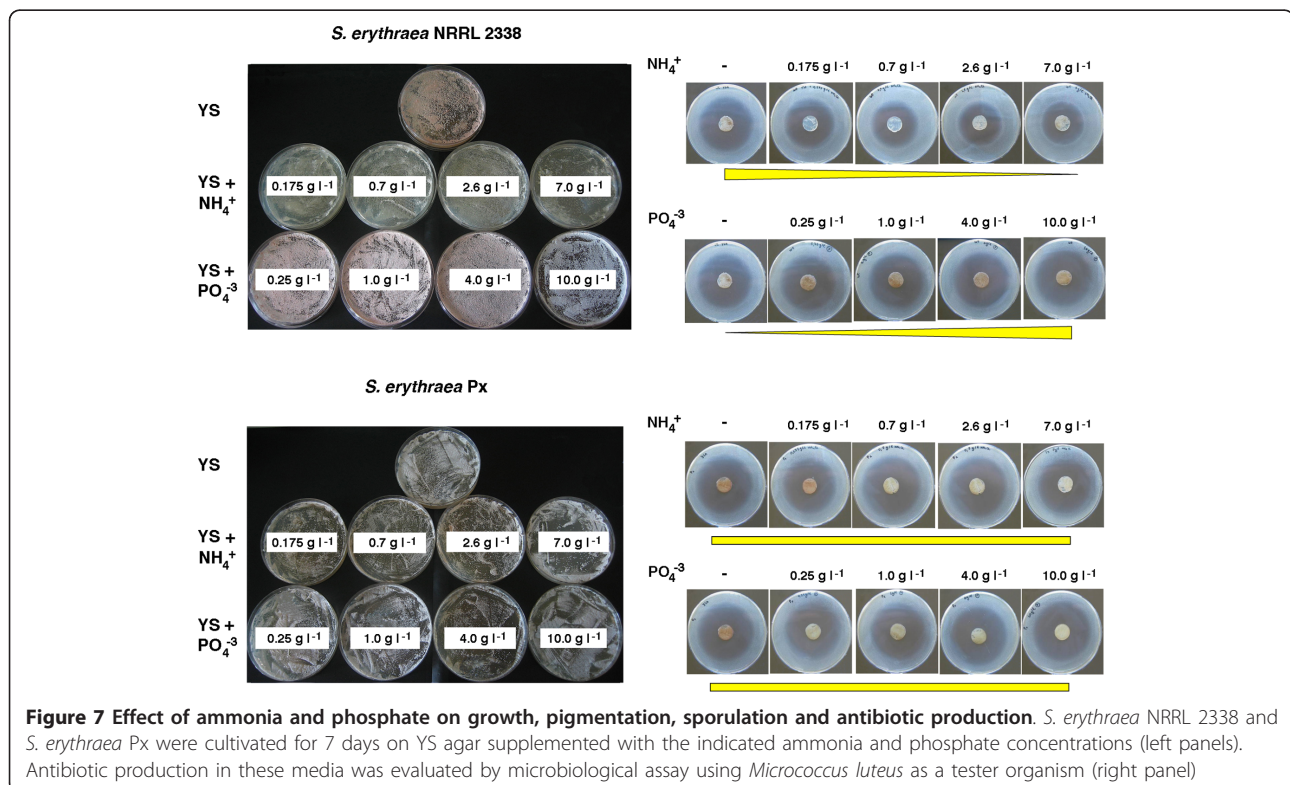 S. erythraea NRRL 2338
YS
YS +
NH₄⁺
0.175 g l⁻¹ 0.7 g l⁻¹ 2.6 g l⁻¹ 7.0 g l⁻¹
YS +
PO₄⁻³
0.25 g l⁻¹ 1.0 g l⁻¹ 4.0 g l⁻¹ 10.0 g l⁻¹
NH₄⁺ - 0.175 g l⁻¹ 0.7 g l⁻¹ 2.6 g l⁻¹ 7.0 g l⁻¹
PO₄⁻³ - 0.25 g l⁻¹ 1.0 g l⁻¹ 4.0 g l⁻¹ 10.0 g l⁻¹
S. erythraea Px
YS
YS +
NH₄⁺
0.175 g l⁻¹ 0.7 g l⁻¹ 2.6 g l⁻¹ 7.0 g l⁻¹
YS +
PO₄⁻³
0.25 g l⁻¹ 1.0 g l⁻¹ 4.0 g l⁻¹ 10.0 g l⁻¹
NH₄⁺ - 0.175 g l⁻¹ 0.7 g l⁻¹ 2.6 g l⁻¹ 7.0 g l⁻¹
PO₄⁻³ - 0.25 g l⁻¹ 1.0 g l⁻¹ 4.0 g l⁻¹ 10.0 g l⁻¹
Figure 7 Effect of ammonia and phosphate on growth, pigmentation, sporulation and antibiotic production. S. erythraea NRRL 2338 and
S. erythraea Px were cultivated for 7 days on YS agar supplemented with the indicated ammonia and phosphate concentrations (left panels).
Antibiotic production in these media was evaluated by microbiological assay using Micrococcus luteus as a tester organism (right panel)